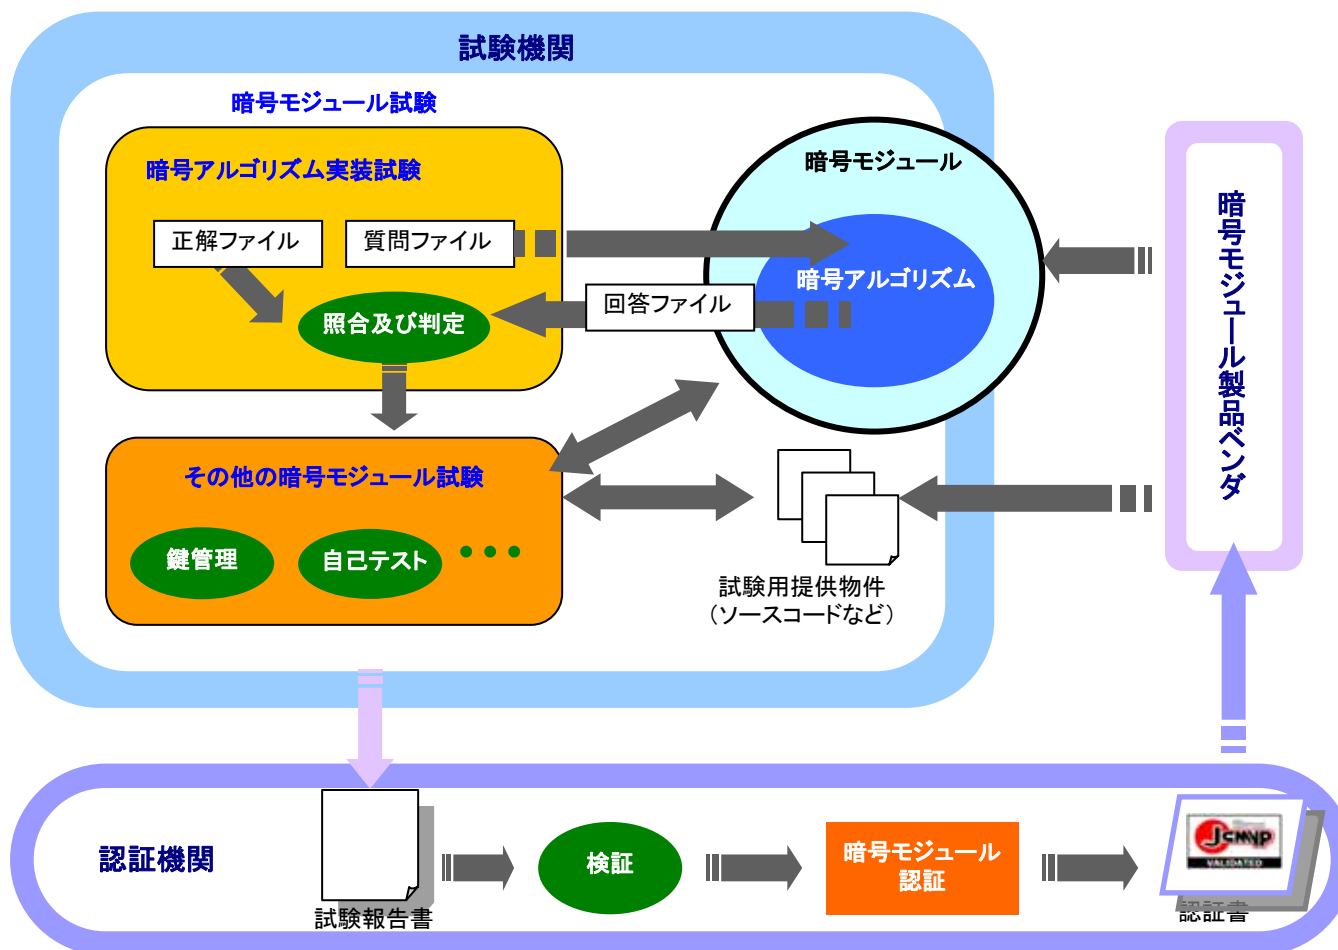 試験機関
暗号モジュール試験
暗号アルゴリズム実装試験
正解ファイル
質問ファイル
照合及び判定
回答ファイル
暗号モジュール
暗号アルゴリズム
暗号モジュール製品ベンダ
その他の暗号モジュール試験
鍵管理
自己テスト
・・・
試験用提供物件
(ソースコードなど)
認証機関
試験報告書
検証
暗号モジュール
認証
JCMVP
VALIDATED
認証書